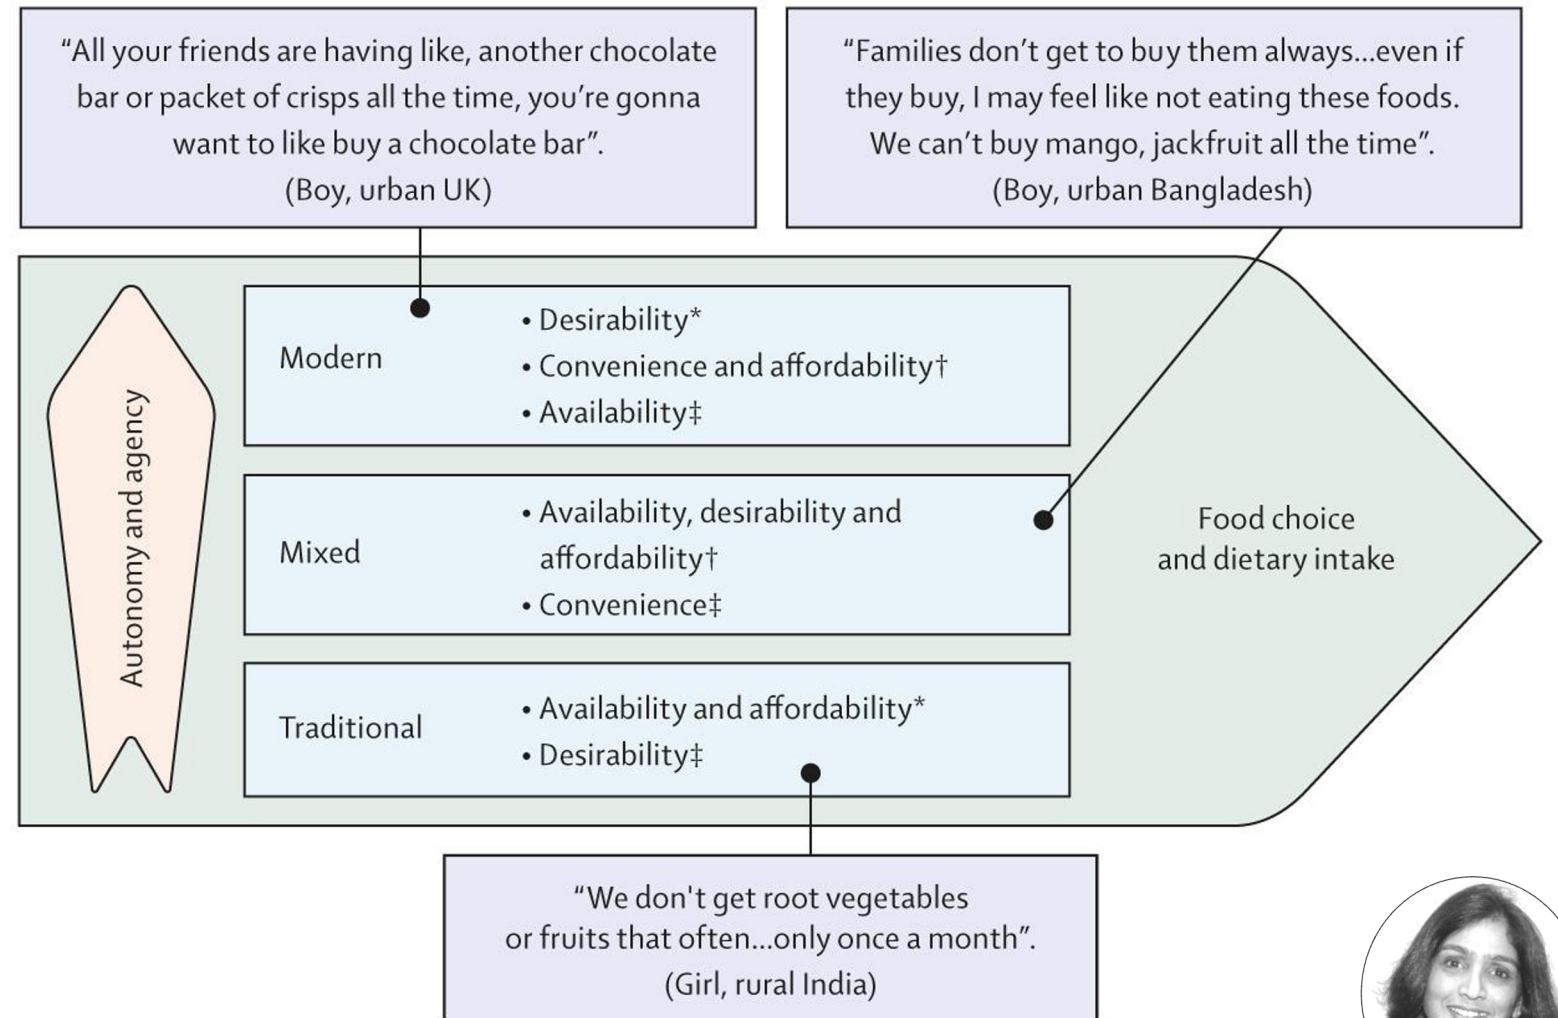 “All your friends are having like, another chocolate
bar or packet of crisps all the time, you’re gonna
want to like buy a chocolate bar”.
(Boy, urban UK)
“Families don’t get to buy them always...even if
they buy, I may feel like not eating these foods.
We can’t buy mango, jackfruit all the time”.
(Boy, urban Bangladesh)
Autonomy and agency
Modern
• Desirability*
• Convenience and affordability†
• Availability‡
Mixed
• Availability, desirability and
affordability†
• Convenience‡
Traditional
• Availability and affordability*
• Desirability‡
Food choice
and dietary intake
“We don't get root vegetables
or fruits that often...only once a month”.
(Girl, rural India)